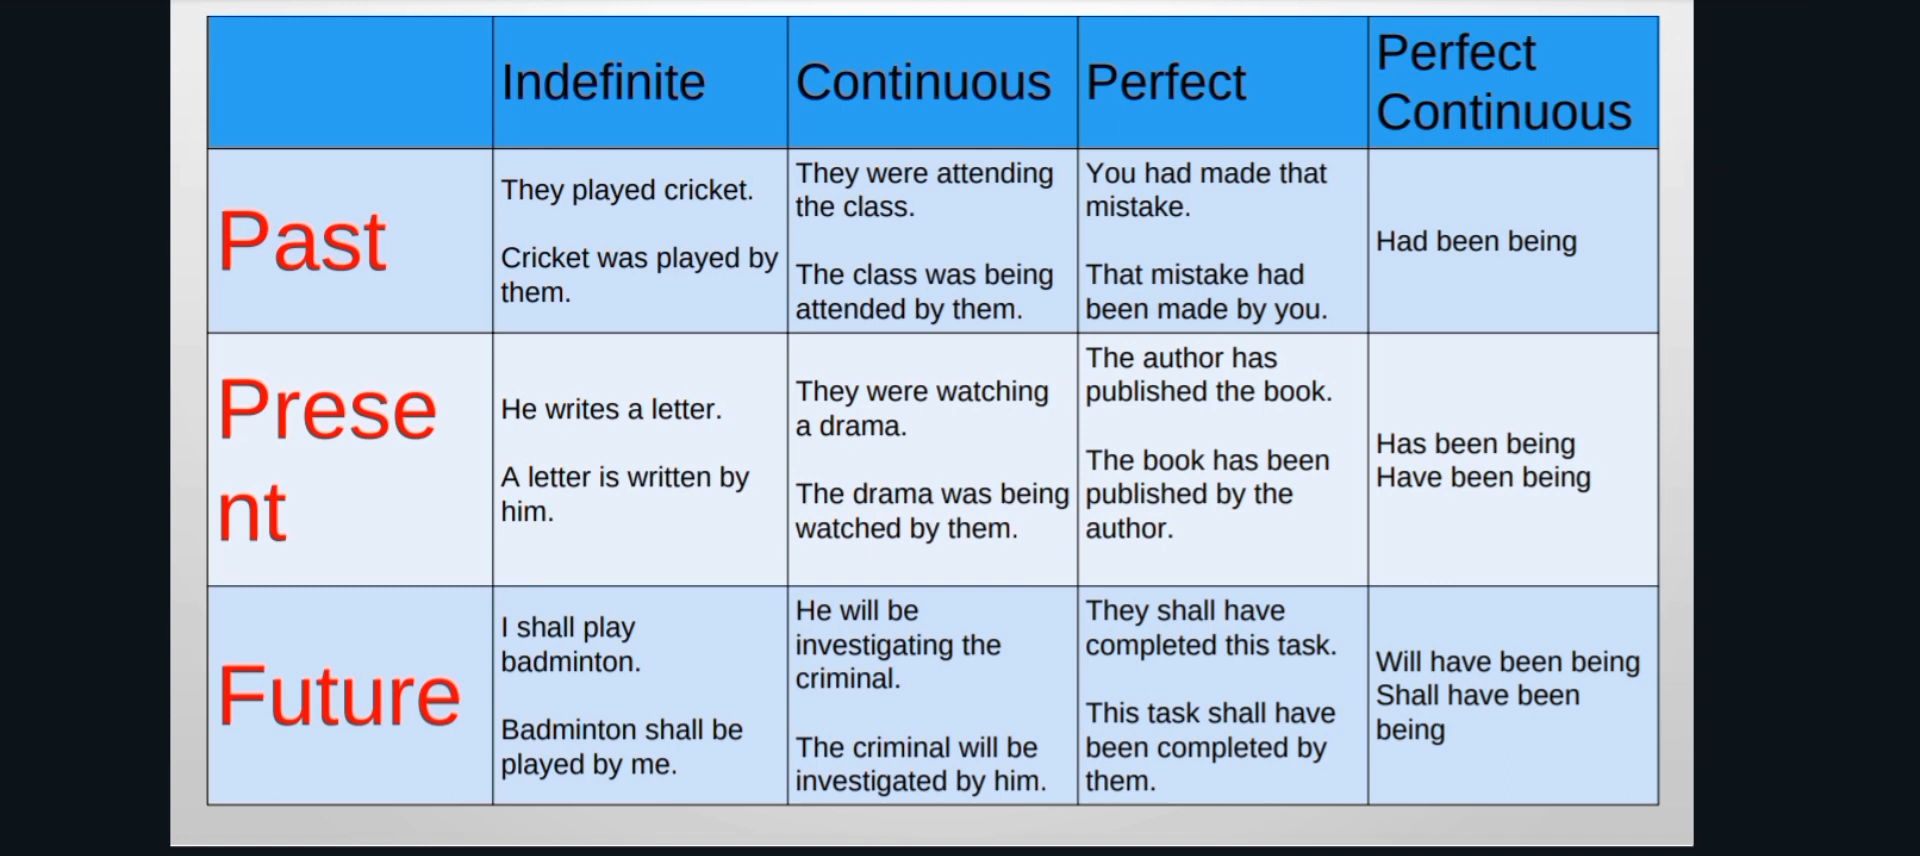 Indefinite
Continuous
Perfect
Perfect
Continuous
Past
They played cricket.
Cricket was played by
them.
They were attending
the class.
The class was being
attended by them.
You had made that
mistake.
That mistake had
been made by you.
Had been being
Prese
nt
He writes a letter.
A letter is written by
him.
They were watching
a drama.
The drama was being
watched by them.
The author has
published the book.
The book has been
published by the
author.
Has been being
Have been being
Future
I shall play
badminton.
Badminton shall be
played by me.
He will be
investigating the
criminal.
The criminal will be
investigated by him.
They shall have
completed this task.
This task shall have
been completed by
them.
Will have been being
Shall have been
being